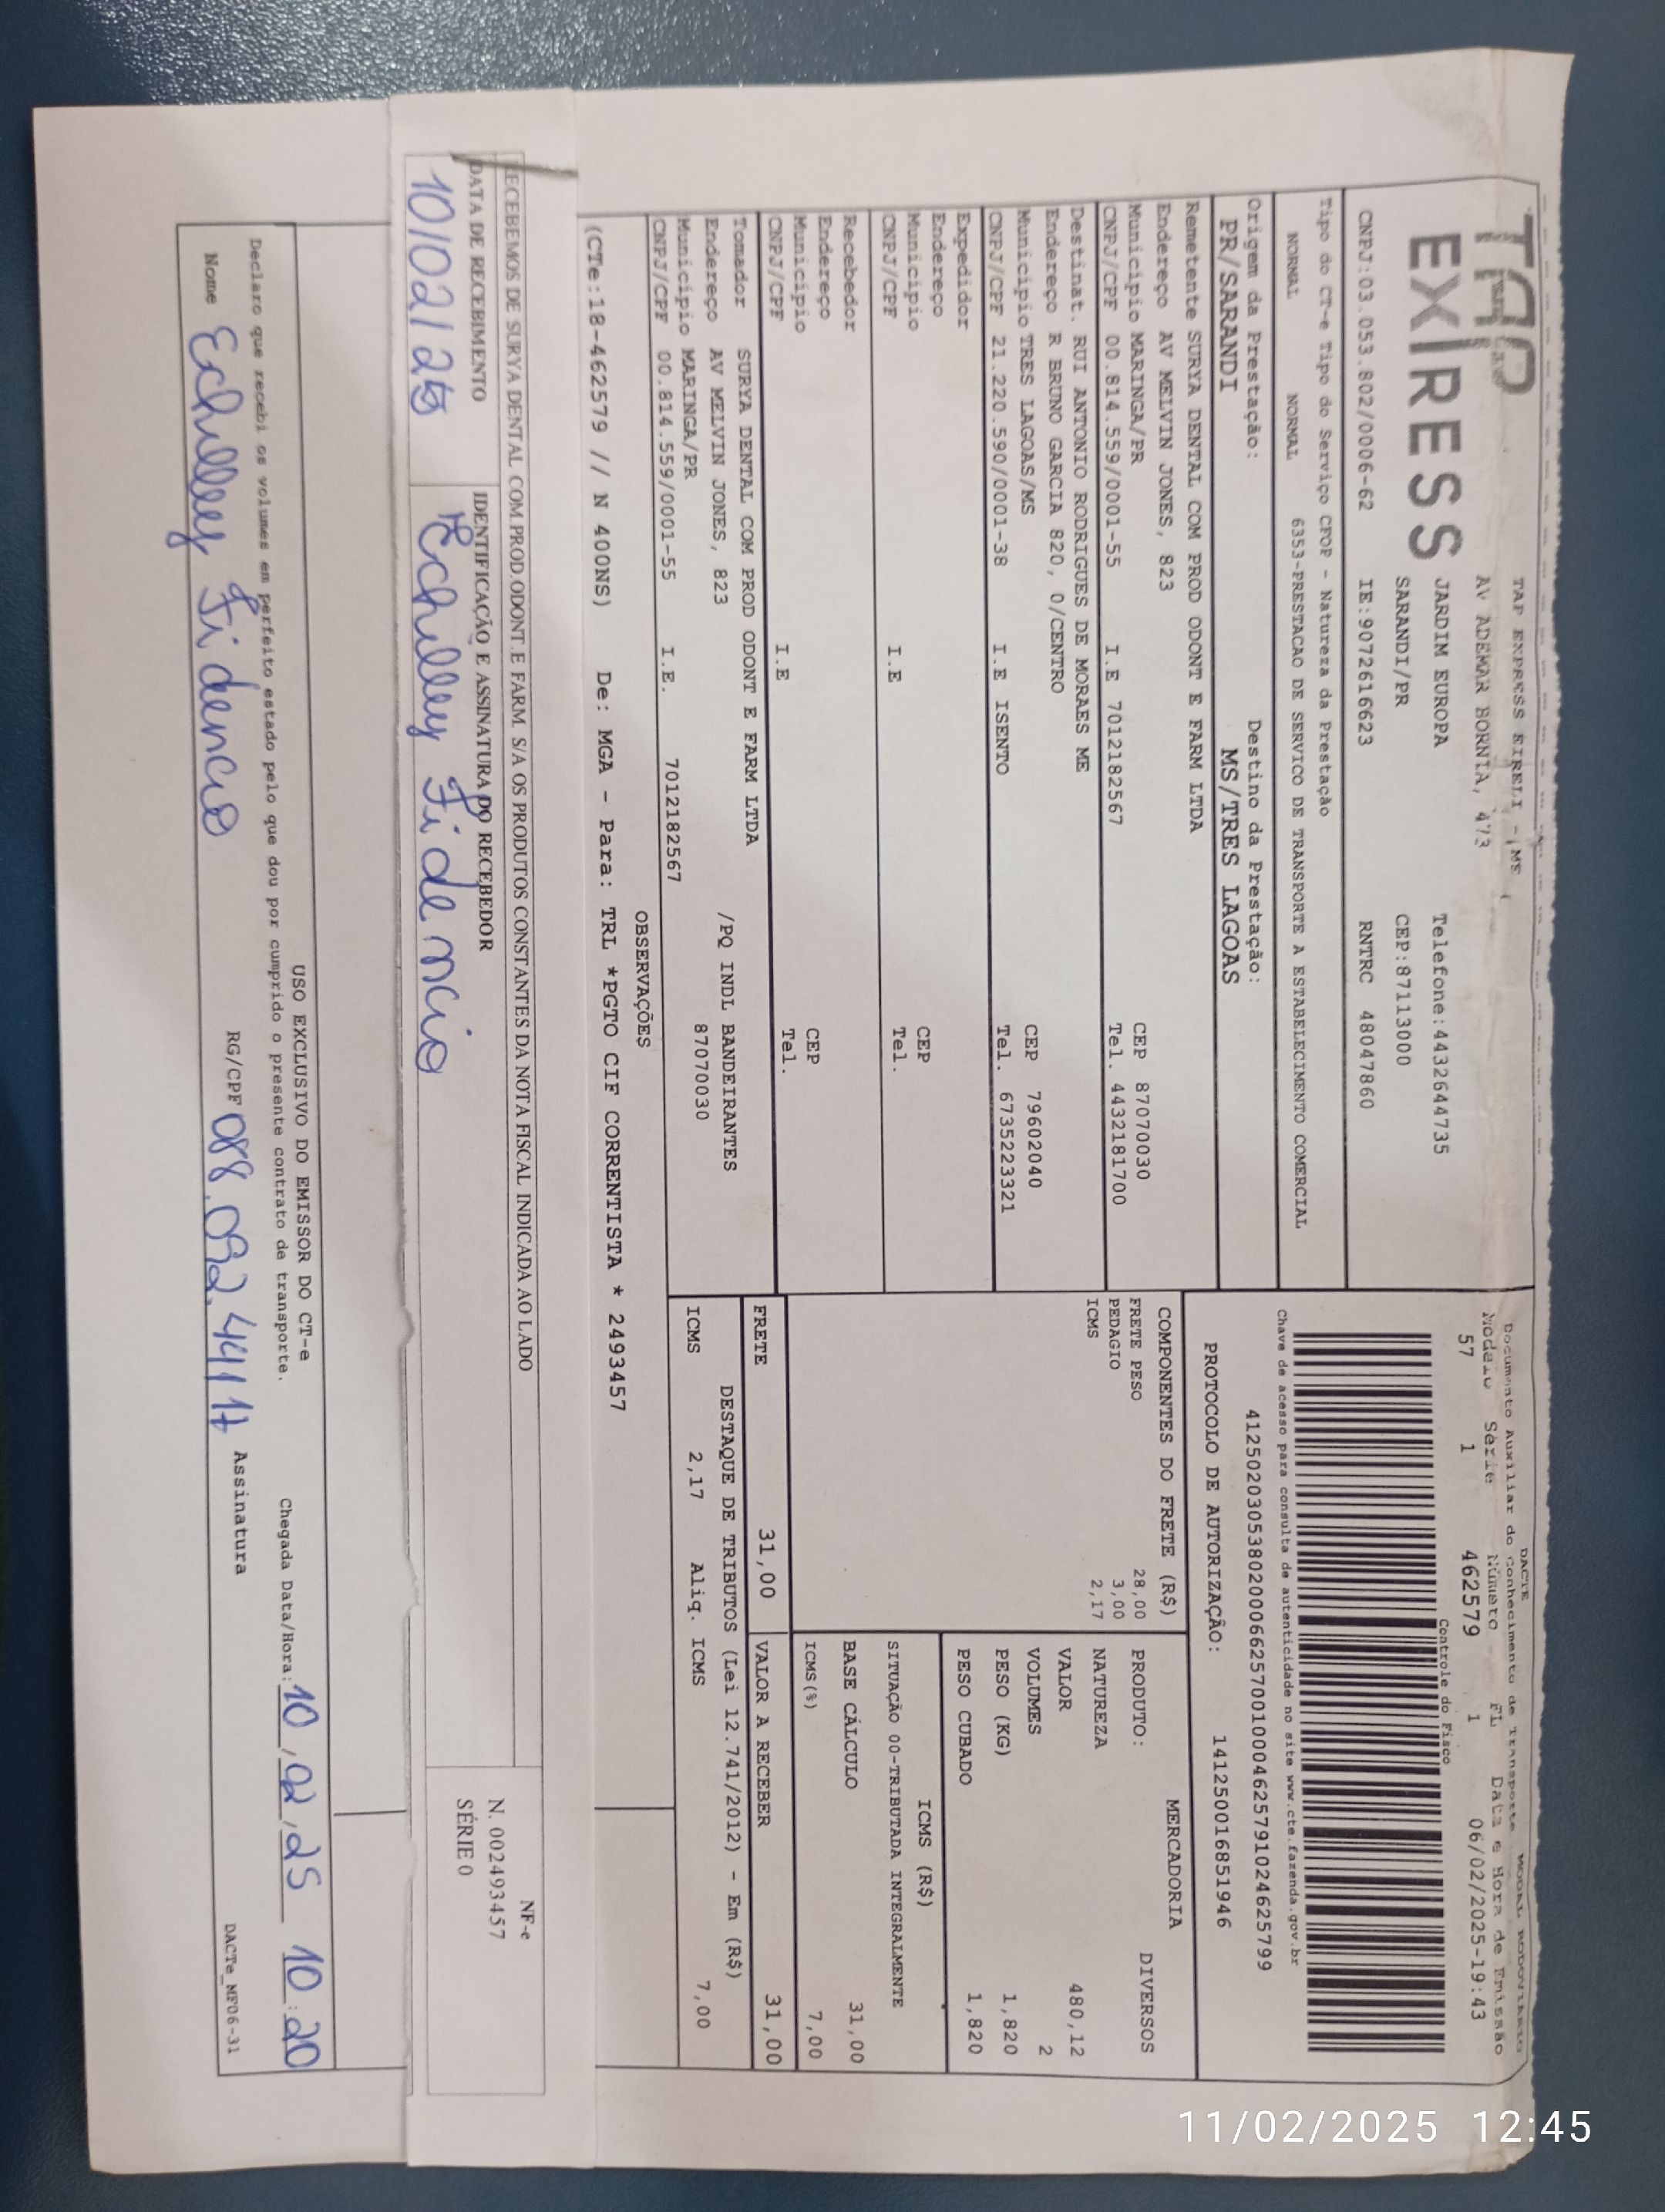 TAP
EXPRESS
TAP EXPRESS EIRELI - ME
AV ADEMAR BORNIA, 473
JARDIM EUROPA Telefone:4432644735
SARANDI/PR CEP:87113000
CNPJ:03.053.802/0006-62 IE:9072616623 RNTRC 48047860
DACTE
Documento Auxiliar do Conhecimento de Transporte MODAL RODOVIARIO
Modelo Série Número FL Data e Hora de Emissão
57 1 462579 1 06/02/2025-19:43
Controle do Fisco
Chave de acesso para consulta de autenticidade no site www.cte.fazenda.gov.br
41250203053802000662570010004625791024625799
PROTOCOLO DE AUTORIZAÇÃO: 141250016851946
Tipo do CT-e Tipo do Serviço CFOP - Natureza da Prestação
NORMAL NORMAL 6353-PRESTACAO DE SERVICO DE TRANSPORTE A ESTABELECIMENTO COMERCIAL
Origem da Prestação: Destino da Prestação:
PR/SARANDI MS/TRES LAGOAS
Remetente SURYA DENTAL COM PROD ODONT E FARM LTDA
Endereço AV MELVIN JONES, 823
Município MARINGA/PR CEP 87070030
CNPJ/CPF 00.814.559/0001-55 I.E 7012182567 Tel. 4432181700
Destinat. RUI ANTONIO RODRIGUES DE MORAES ME
Endereço R BRUNO GARCIA 820, 0/CENTRO
Município TRES LAGOAS/MS CEP 79602040
CNPJ/CPF 21.220.590/0001-38 I.E ISENTO Tel. 6735223321
Expedidor
Endereço
Município CEP
CNPJ/CPF I.E Tel.
Recebedor
Endereço
Município CEP
CNPJ/CPF I.E Tel.
Tomador SURYA DENTAL COM PROD ODONT E FARM LTDA
Endereço AV MELVIN JONES, 823 /PQ INDL BANDEIRANTES
Município MARINGA/PR 87070030
CNPJ/CPF 00.814.559/0001-55 I.E. 7012182567
COMPONENTES DO FRETE (R$)
FRETE PESO 28,00
PEDAGIO 3,00
ICMS 2,17
MERCADORIA
PRODUTO: DIVERSOS
NATUREZA
VALOR 480,12
VOLUMES 2
PESO (KG) 1,820
PESO CUBADO 1,820
ICMS (R$)
SITUAÇÃO 00-TRIBUTADA INTEGRALMENTE
BASE CÁLCULO 31,00
ICMS(%) 7,00
FRETE 31,00 VALOR A RECEBER 31,00
DESTAQUE DE TRIBUTOS (Lei 12.741/2012) - Em (R$)
ICMS 2,17 Aliq. ICMS 7,00
OBSERVAÇÕES
(CTe:18-462579 // N 400NS) De: MGA - Para: TRL *PGTO CIF CORRENTISTA * 2493457
RECEBEMOS DE SURYA DENTAL COM PROD.ODONT.E FARM. S/A OS PRODUTOS CONSTANTES DA NOTA FISCAL INDICADA AO LADO
DATA DE RECEBIMENTO IDENTIFICAÇÃO E ASSINATURA DO RECEBEDOR
10/02/25 Echilley Fidencio
NF-e
N. 002493457
SÉRIE 0
USO EXCLUSIVO DO EMISSOR DO CT-e
Declaro que recebi os volumes em perfeito estado pelo que dou por cumprido o presente contrato de transporte. Chegada Data/Hora: 10/02/25 10:20
Nome Echilley Fidencio RG/CPF 088.092.441 17 Assinatura
DACTe_MF06-31
11/02/2025 12:45